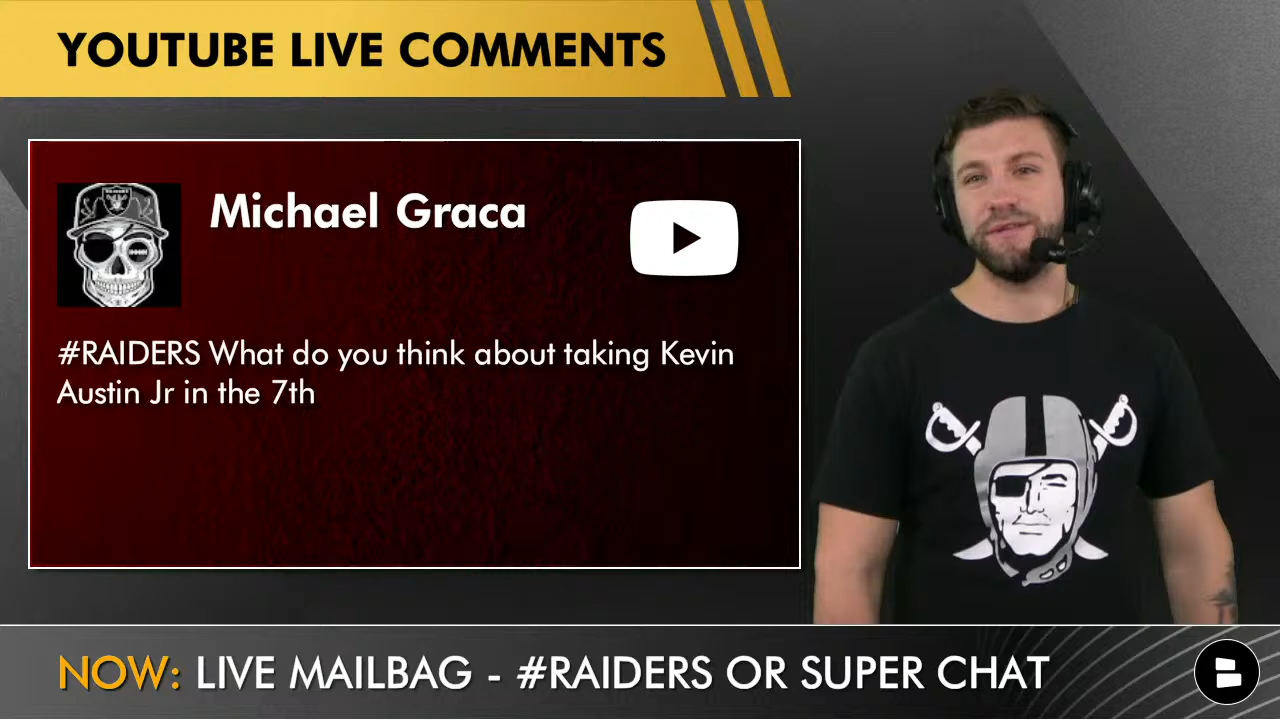 YOUTUBE LIVE COMMENTS
Michael Graca
#RAIDERS What do you think about taking Kevin
Austin Jr in the 7th
NOW: LIVE MAILBAG - #RAIDERS OR SUPER CHAT